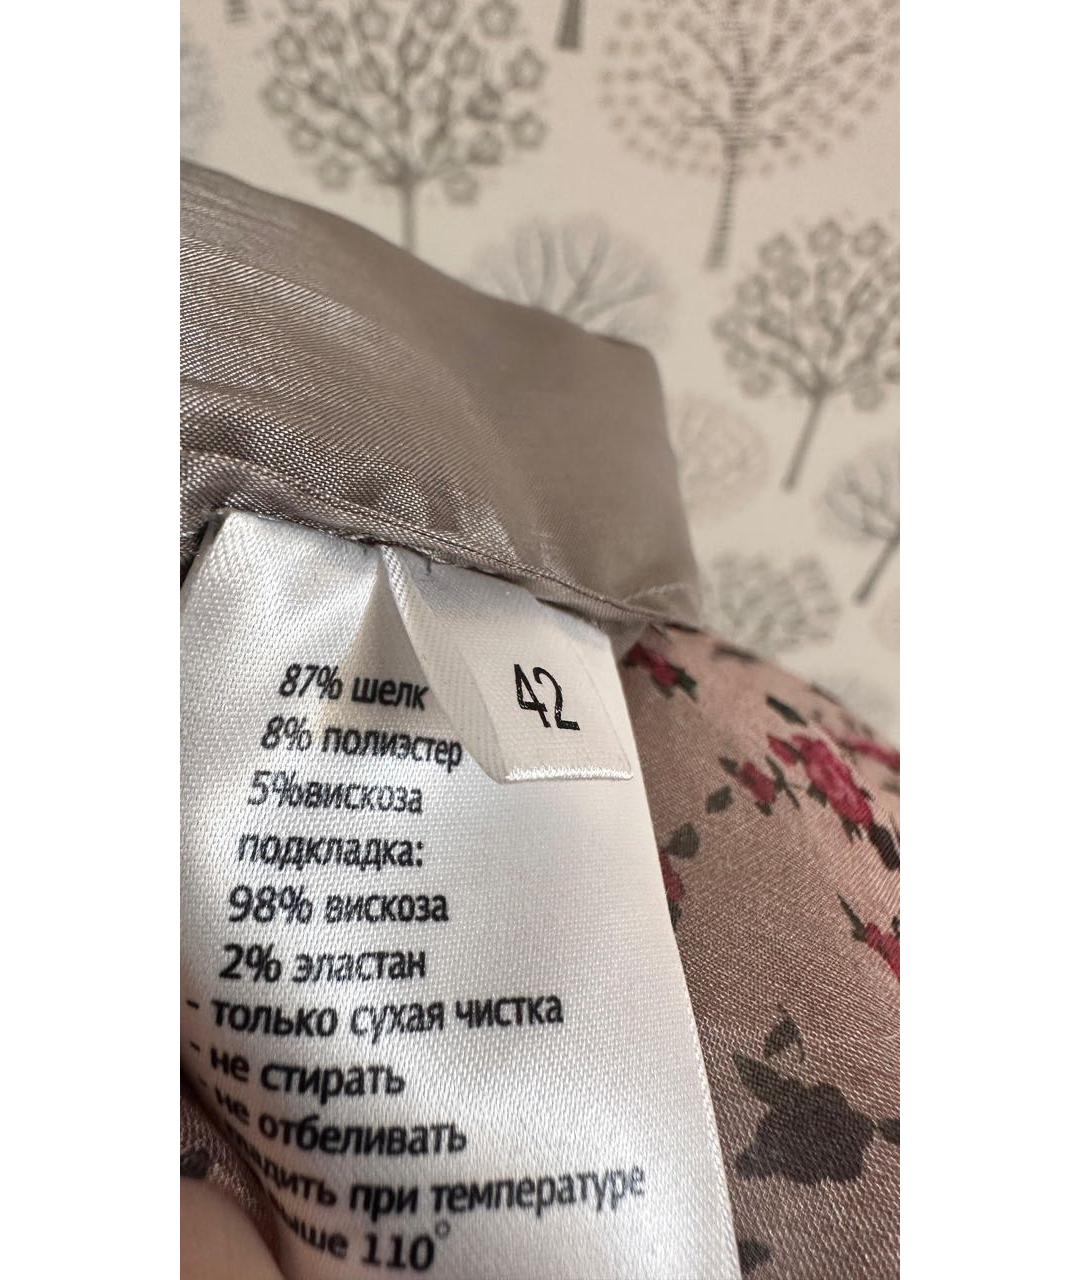 42
87% шелк
8% полиэстер
5%вискоза
подкладка:
98% вискоза
2% эластан
- только сухая чистка
- не стирать
- не отбеливать
при температуре
110°